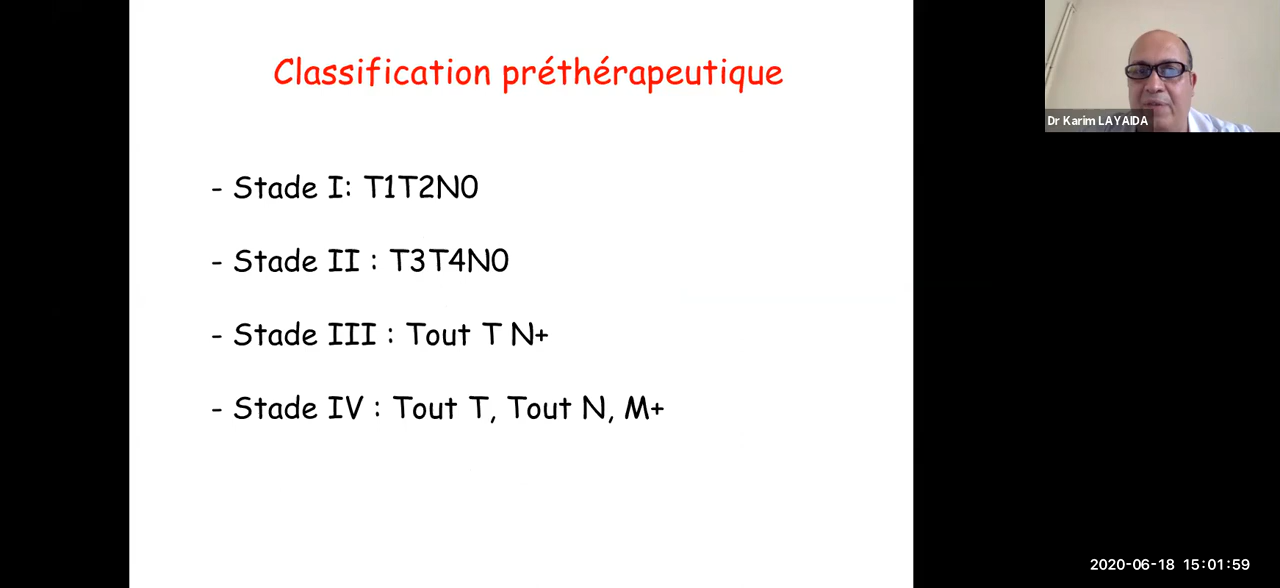 Classification préthérapeutique
- Stade I: T1T2N0
- Stade II : T3T4N0
- Stade III : Tout T N+
- Stade IV : Tout T, Tout N, M+
Dr Karim LAYAIDA
2020-06-18 15:01:59